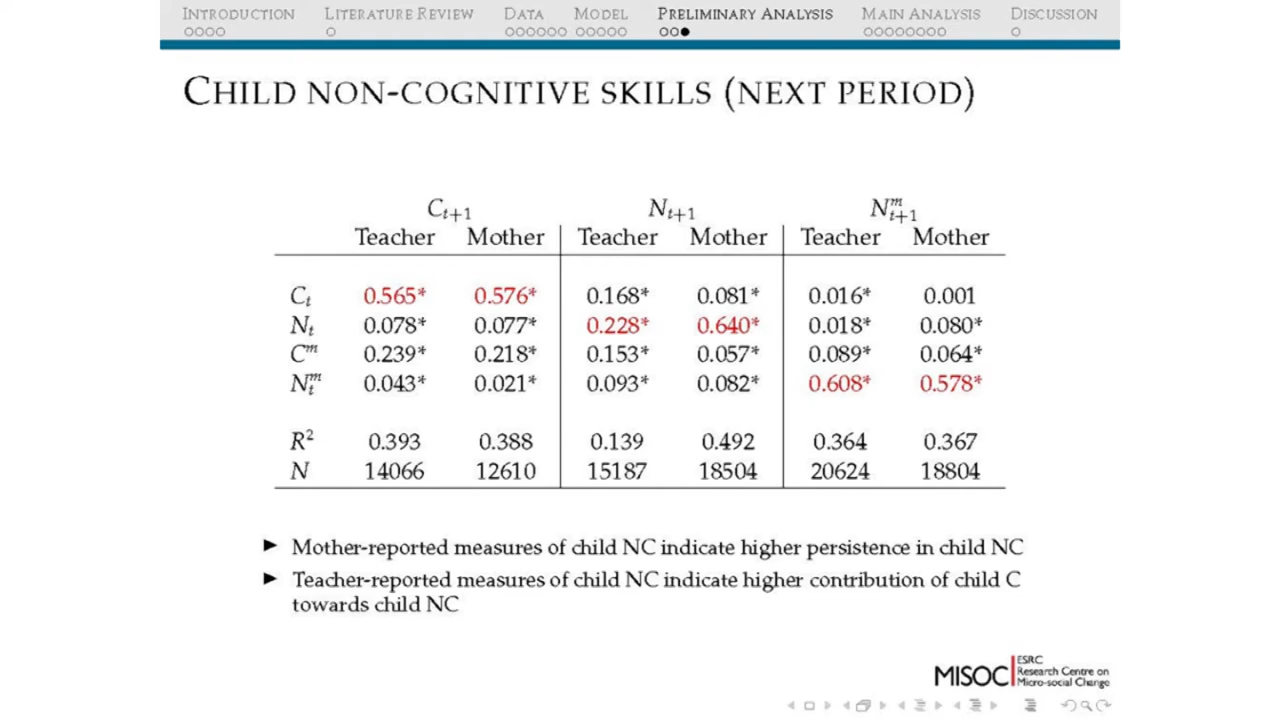 INTRODUCTION LITERATURE REVIEW DATA MODEL PRELIMINARY ANALYSIS MAIN ANALYSIS DISCUSSION
CHILD NON-COGNITIVE SKILLS (NEXT PERIOD)
C_{t+1} N_{t+1} N^m_{t+1}
Teacher Mother Teacher Mother Teacher Mother
C_t 0.565* 0.576* 0.168* 0.081* 0.016* 0.001
N_t 0.078* 0.077* 0.228* 0.640* 0.018* 0.080*
C^m 0.239* 0.218* 0.153* 0.057* 0.089* 0.064*
N^m_t 0.043* 0.021* 0.093* 0.082* 0.608* 0.578*
R² 0.393 0.388 0.139 0.492 0.364 0.367
N 14066 12610 15187 18504 20624 18804
► Mother-reported measures of child NC indicate higher persistence in child NC
► Teacher-reported measures of child NC indicate higher contribution of child C
towards child NC
MISOC
ESRC
Research Centre on
Micro-social Change